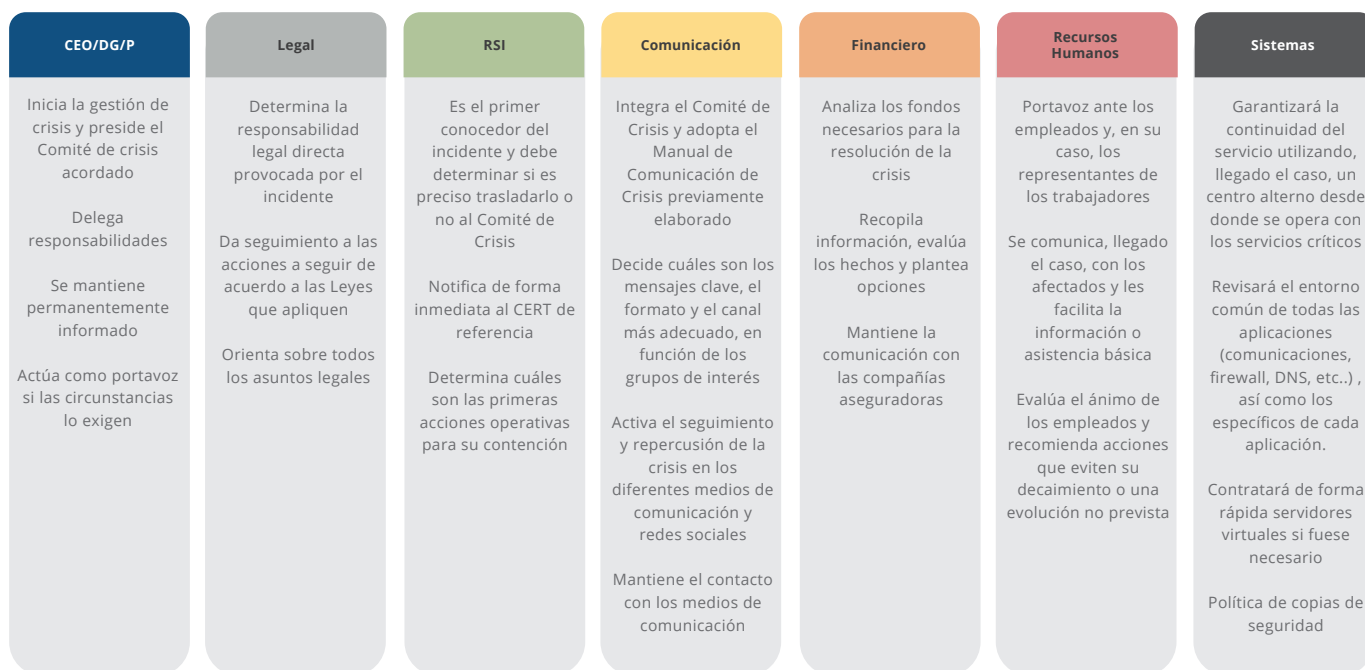 CEO/DG/P
Inicia la gestión de
crisis y preside el
Comité de crisis
acordado
Delega
responsabilidades
Se mantiene
permanentemente
informado
Actúa como portavoz
si las circunstancias
lo exigen
Legal
Determina la
responsabilidad
legal directa
provocada por el
incidente
Da seguimiento a las
acciones a seguir de
acuerdo a las Leyes
que apliquen
Orienta sobre todos
los asuntos legales
RSI
Es el primer
conocedor del
incidente y debe
determinar si es
preciso trasladarlo o
no al Comité de
Crisis
Notifica de forma
inmediata al CERT de
referencia
Determina cuáles
son las primeras
acciones operativas
para su contención
Comunicación
Integra el Comité de
Crisis y adopta el
Manual de
Comunicación de
Crisis previamente
elaborado
Decide cuáles son los
mensajes clave, el
formato y el canal
más adecuado, en
función de los
grupos de interés
Activa el seguimiento
y repercusión de la
crisis en los
diferentes medios de
comunicación y
redes sociales
Mantiene el contacto
con los medios de
comunicación
Financiero
Analiza los fondos
necesarios para la
resolución de la
crisis
Recopila
información, evalúa
los hechos y plantea
opciones
Mantiene la
comunicación con
las compañías
aseguradoras
Recursos
Humanos
Portavoz ante los
empleados y, en su
caso, los
representantes de
los trabajadores
Se comunica, llegado
el caso, con los
afectados y les
facilita la
información o
asistencia básica
Evalúa el ánimo de
los empleados y
recomienda acciones
que eviten su
decaimiento o una
evolución no prevista
Sistemas
Garantizará la
continuidad del
servicio utilizando,
llegado el caso, un
centro alterno desde
donde se opera con
los servicios críticos
Revisará el entorno
común de todas las
aplicaciones
(comunicaciones,
firewall, DNS, etc..) ,
así como los
específicos de cada
aplicación.
Contratará de forma
rápida servidores
virtuales si fuese
necesario
Política de copias de
seguridad